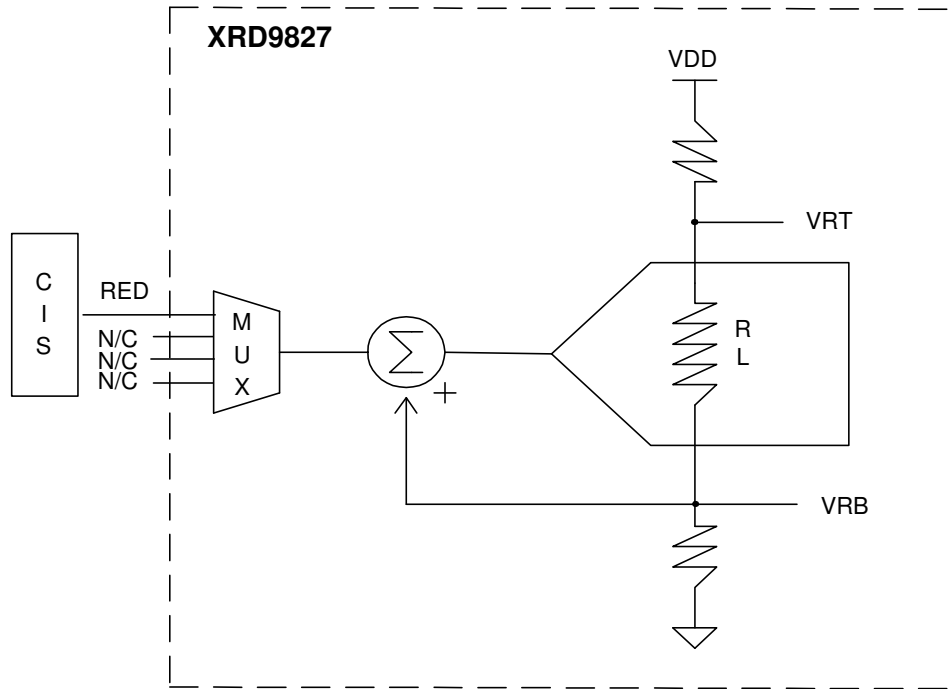 XRD9827
VDD
VRT
C
I
S
RED
N/C
N/C
N/C
M
U
X
Σ
+
R
L
VRB